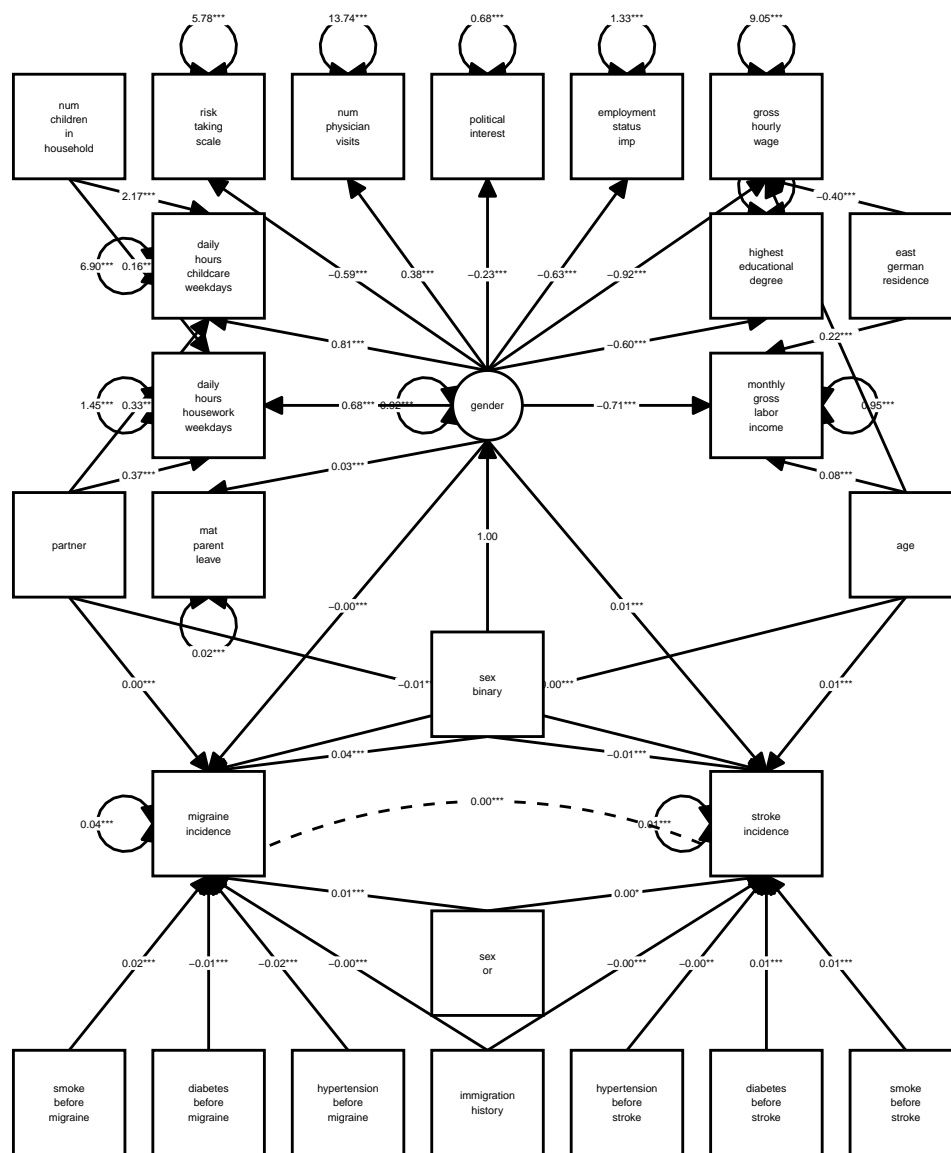 5.78***
13.74***
0.68***
1.33***
9.05***
num
children
in
household
risk
taking
scale
num
physician
visits
political
interest
employment
status
imp
gross
hourly
wage
2.17***
−0.40***
daily
hours
childcare
weekdays
highest
educational
degree
east
german
residence
6.90***
0.16**
−0.59***
0.38***
−0.23***
−0.63***
−0.92***
0.81***
−0.60***
0.22***
daily
hours
housework
weekdays
gender
monthly
gross
labor
income
1.45***
0.33***
0.68***
−0.71***
0.95***
0.37***
0.03***
0.08***
partner
mat
parent
leave
age
1.00
−0.00***
0.01***
0.02***
0.00***
−0.01**
sex
binary
0.00***
0.01***
0.04***
−0.01***
migraine
incidence
stroke
incidence
0.00***
0.04***
0.01***
0.01***
0.00*
sex
or
0.02***
−0.01***
−0.02***
−0.00***
−0.00***
−0.00**
0.01***
0.01***
smoke
before
migraine
diabetes
before
migraine
hypertension
before
migraine
immigration
history
hypertension
before
stroke
diabetes
before
stroke
smoke
before
stroke